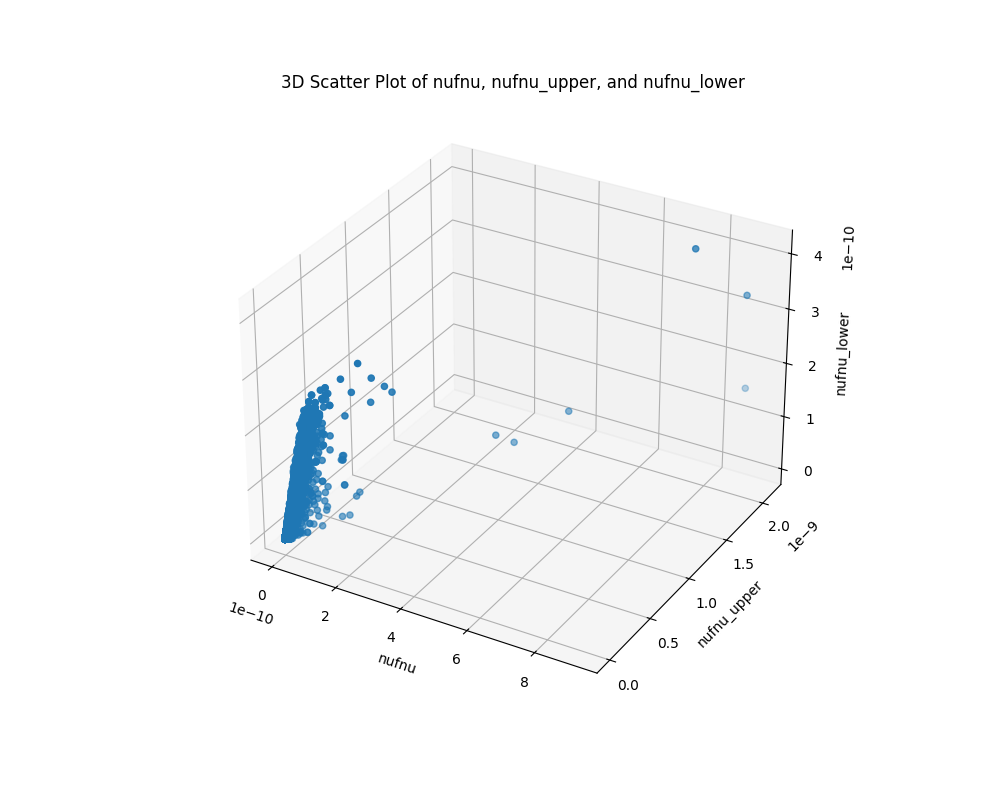 3D Scatter Plot of nufnu, nufnu_upper, and nufnu_lower
1e−10
4
3
2
1
0
nufnu_lower
2.0
1.5
1.0
0.5
0.0
1e−9
nufnu_upper
0
2
4
6
8
1e−10
nufnu